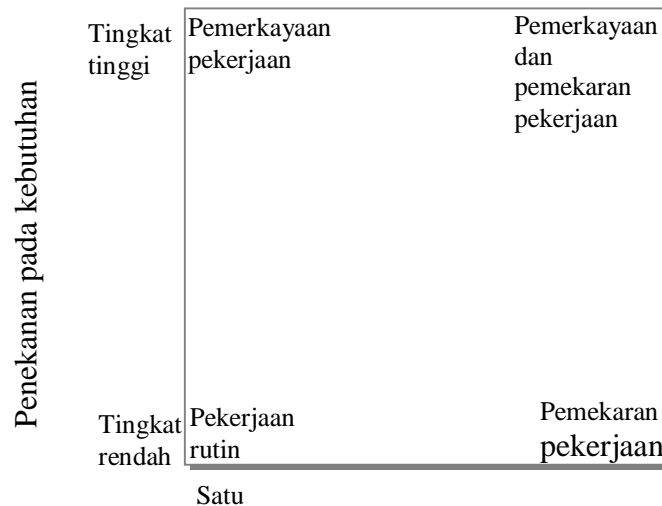 Penekanan pada kebutuhan
Tingkat
tinggi
Pemerkayaan
pekerjaan
Pemerkayaan
dan
pemekaran
pekerjaan
Tingkat
rendah
Pekerjaan
rutin
Pemekaran
pekerjaan
Satu